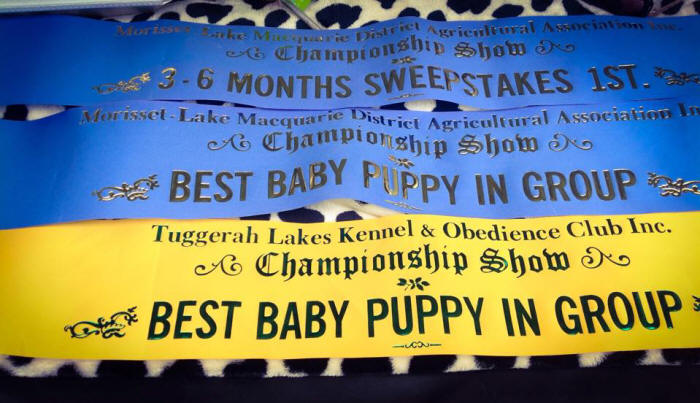 Morisset-Lake Macquarie District Agricultural Association Inc.
Championship Show
3-6 MONTHS SWEEPSTAKES 1ST.
Morisset-Lake Macquarie District Agricultural Association In
Championship Show
BEST BABY PUPPY IN GROUP
Tuggerah Lakes Kennel & Obedience Club Inc.
Championship Show
BEST BABY PUPPY IN GROUP